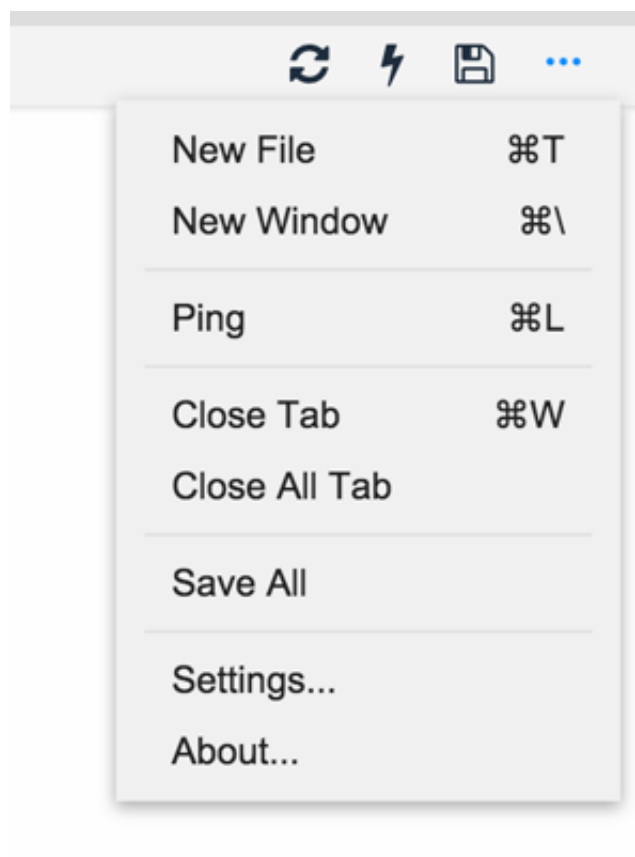 New File ⌘T
New Window ⌘\
Ping ⌘L
Close Tab ⌘W
Close All Tab
Save All
Settings...
About...